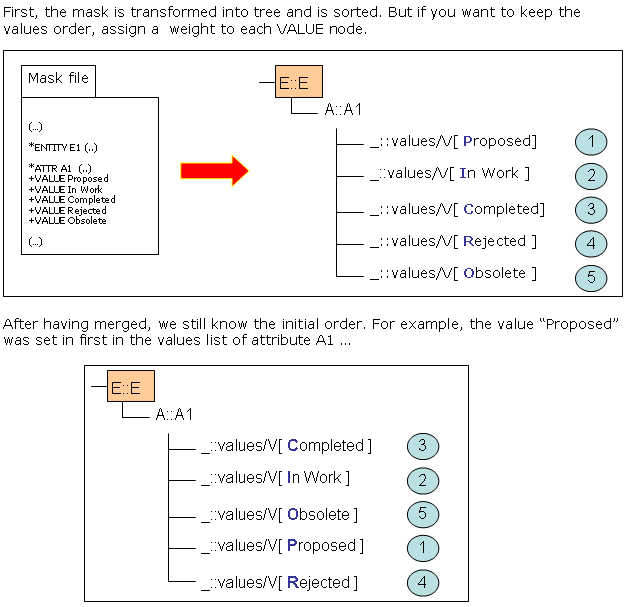 First, the mask is transformed into tree and is sorted. But if you want to keep the
values order, assign a weight to each VALUE node.
Mask file
(...)
*ENTITY E1 (..)
*ATTR A1 (..)
+VALUE Proposed
+VALUE In Work
+VALUE Completed
+VALUE Rejected
+VALUE Obsolete
(...)
E::E
A::A1
_::values/V[ Proposed] 1
_::values/V[ In Work ] 2
_::values/V[ Completed] 3
_::values/V[ Rejected ] 4
_::values/V[ Obsolete ] 5
After having merged, we still know the initial order. For example, the value “Proposed”
was set in first in the values list of attribute A1 ...
E::E
A::A1
_::values/V[ Completed ] 3
_::values/V[ In Work ] 2
_::values/V[ Obsolete ] 5
_::values/V[ Proposed ] 1
_::values/V[ Rejected ] 4